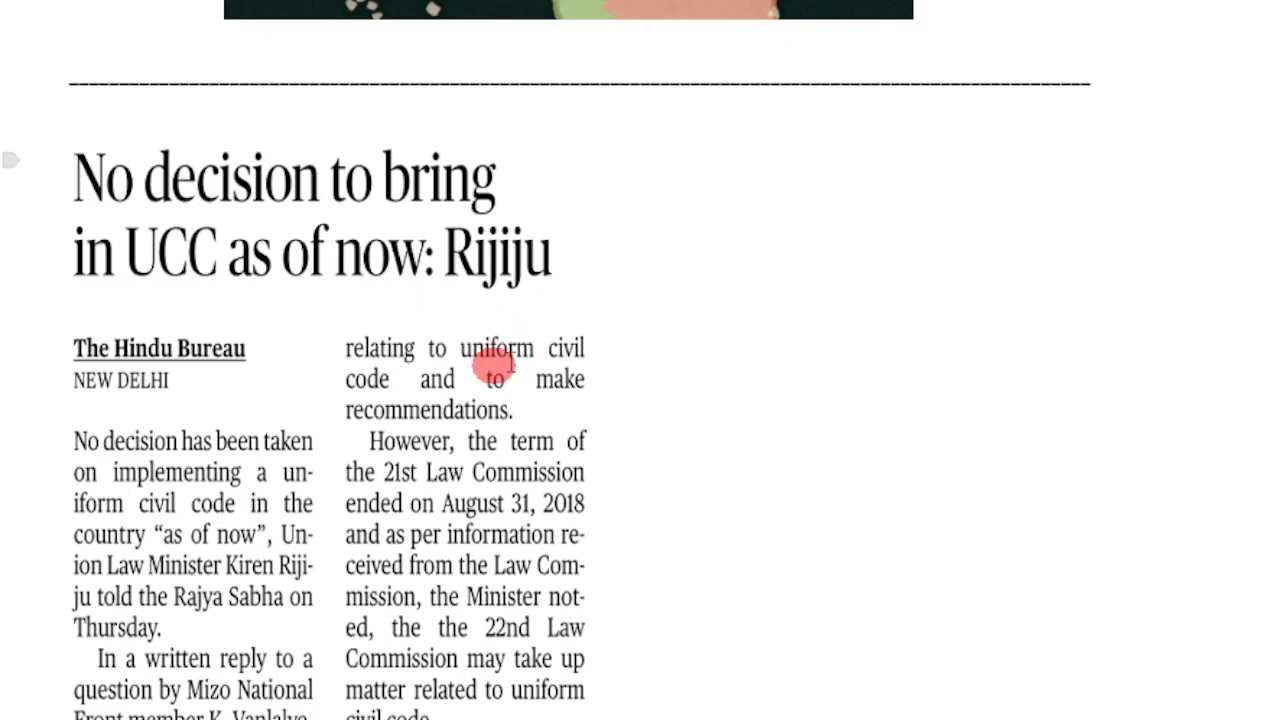 No decision to bring
in UCC as of now: Rijiju
The Hindu Bureau
NEW DELHI
No decision has been taken
on implementing a un-
iform civil code in the
country “as of now”, Un-
ion Law Minister Kiren Riji-
ju told the Rajya Sabha on
Thursday.
In a written reply to a
question by Mizo National
Front member K. Vanlalve-
relating to uniform civil
code and to make
recommendations.
However, the term of
the 21st Law Commission
ended on August 31, 2018
and as per information re-
ceived from the Law Com-
mission, the Minister not-
ed, the the 22nd Law
Commission may take up
matter related to uniform
civil code.